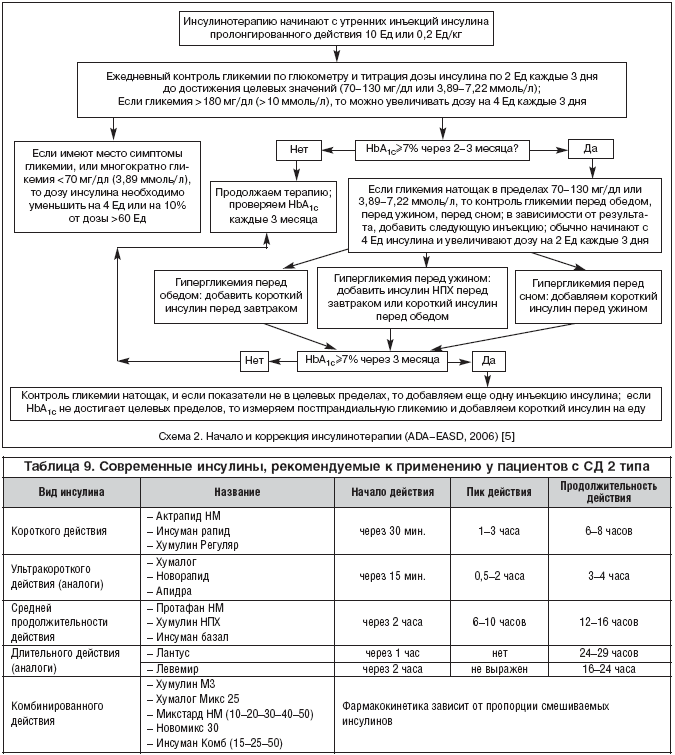 Инсулинотерапию начинают с утренних инъекций инсулина
пролонгированного действия 10 Ед или 0,2 Ед/кг
Ежедневный контроль гликемии по глюкометру и титрация дозы инсулина по 2 Ед каждые 3 дня
до достижения целевых значений (70–130 мг/дл или 3,89–7,22 ммоль/л);
Если гликемия >180 мг/дл (>10 ммоль/л), то можно увеличивать дозу на 4 Ед каждые 3 дня
Если имеют место симптомы
гликемии, или многократно гли-
кемия <70 мг/дл (3,89 ммоль/л),
то дозу инсулина необходимо
уменьшить на 4 Ед или на 10%
от дозы >60 Ед
Нет
HbA1c⩾7% через 2–3 месяца?
Да
Продолжаем терапию;
проверяем HbA1c
каждые 3 месяца
Если гликемия натощак в пределах 70–130 мг/дл или
3,89–7,22 ммоль/л, то контроль гликемии перед обедом,
перед ужином, перед сном; в зависимости от результа-
та, добавить следующую инъекцию; обычно начинают с
4 Ед инсулина и увеличивают дозу на 2 Ед каждые 3 дня
Гипергликемия перед
обедом: добавить короткий
инсулин перед завтраком
Гипергликемия перед ужином:
добавить инсулин НПХ перед
завтраком или короткий инсулин
перед обедом
Гипергликемия перед
сном: добавляем короткий
инсулин перед ужином
Нет
HbA1c⩾7% через 3 месяца
Да
Контроль гликемии натощак, и если показатели не в целевых пределах, то добавляем еще одну инъекцию инсулина; если
HbA1c не достигает целевых пределов, то измеряем постпрандиальную гликемию и добавляем короткий инсулин на еду
Схема 2. Начало и коррекция инсулинотерапии (ADA–EASD, 2006) [5]
Таблица 9. Современные инсулины, рекомендуемые к применению у пациентов с СД 2 типа
Вид инсулина
Название
Начало действия
Пик действия
Продолжительность
действия
Короткого действия
– Актрапид НМ
– Инсуман рапид
– Хумулин Регуляр
через 30 мин.
1–3 часа
6–8 часов
Ультракороткого
действия (аналоги)
– Хумалог
– Новорапид
– Апидра
через 15 мин.
0,5–2 часа
3–4 часа
Средней
продолжительности
действия
– Протафан НМ
– Хумулин НПХ
– Инсуман базал
через 2 часа
6–10 часов
12–16 часов
Длительного действия
(аналоги)
– Лантус
через 1 час
нет
24–29 часов
– Левемир
через 2 часа
не выражен
16–24 часа
Комбинированного
действия
– Хумулин М3
– Хумалог Микс 25
– Микстард НМ (10–20–30–40–50)
– Новомикс 30
– Инсуман Комб (15–25–50)
Фармакокинетика зависит от пропорции смешиваемых
инсулинов